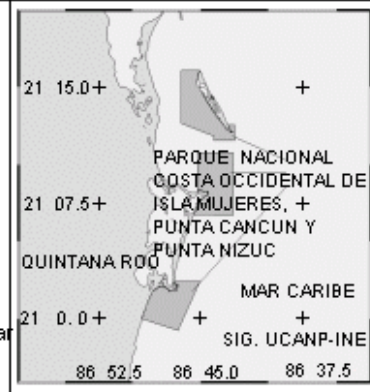 21 15.0
PARQUE NACIONAL
COSTA OCCIDENTAL DE
21 07.5
ISLA MUJERES,
PUNTA CANCUN Y
PUNTA NIZUC
QUINTANA ROO
MAR CARIBE
ar
21 0.0
SIG. UCANP-INE
86 52.5 86 45.0 86 37.5